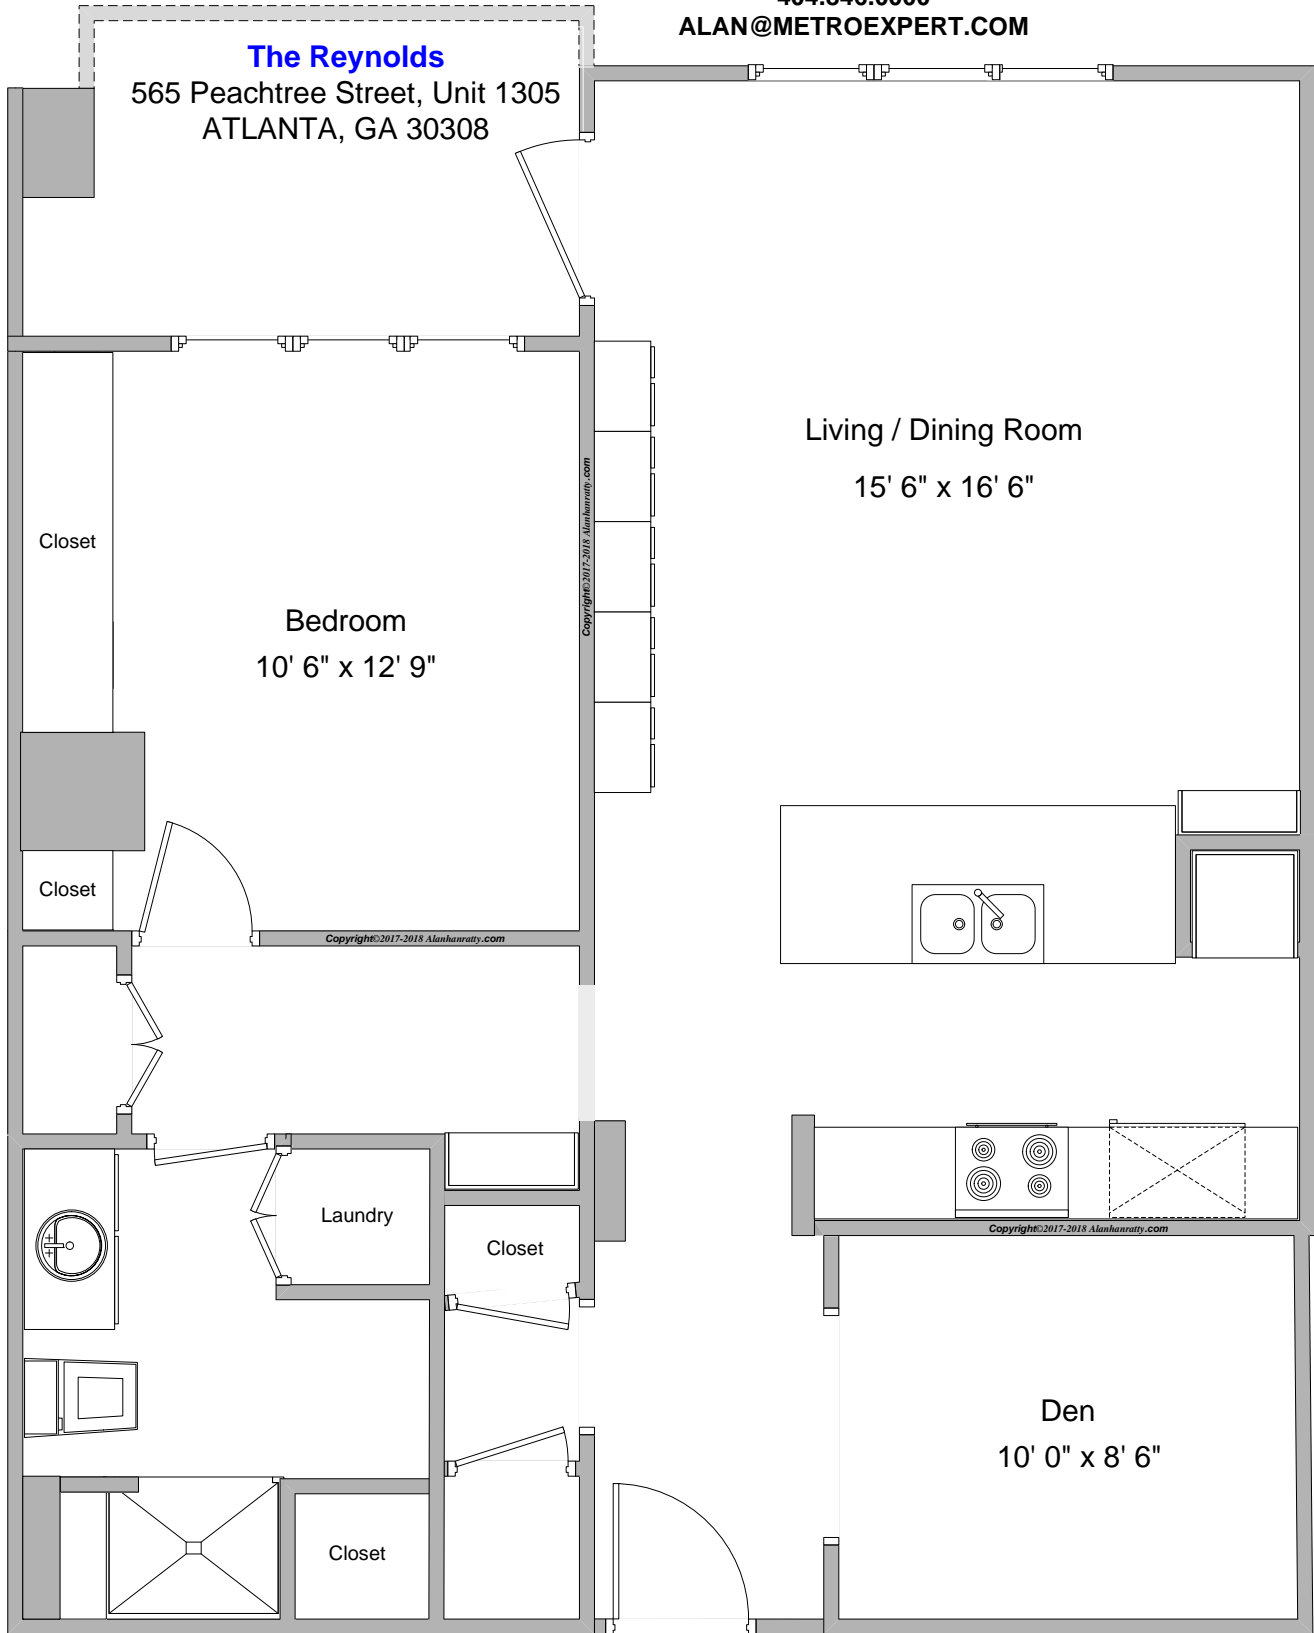 ALAN@METROEXPERT.COM
The Reynolds
565 Peachtree Street, Unit 1305
ATLANTA, GA 30308
Living / Dining Room
15' 6" x 16' 6"
Closet
Copyright©2017-2018 Alanhanratty.com
Bedroom
10' 6" x 12' 9"
Closet
Copyright©2017-2018 Alanhanratty.com
Laundry
Closet
Copyright©2017-2018 Alanhanratty.com
Den
10' 0" x 8' 6"
Closet